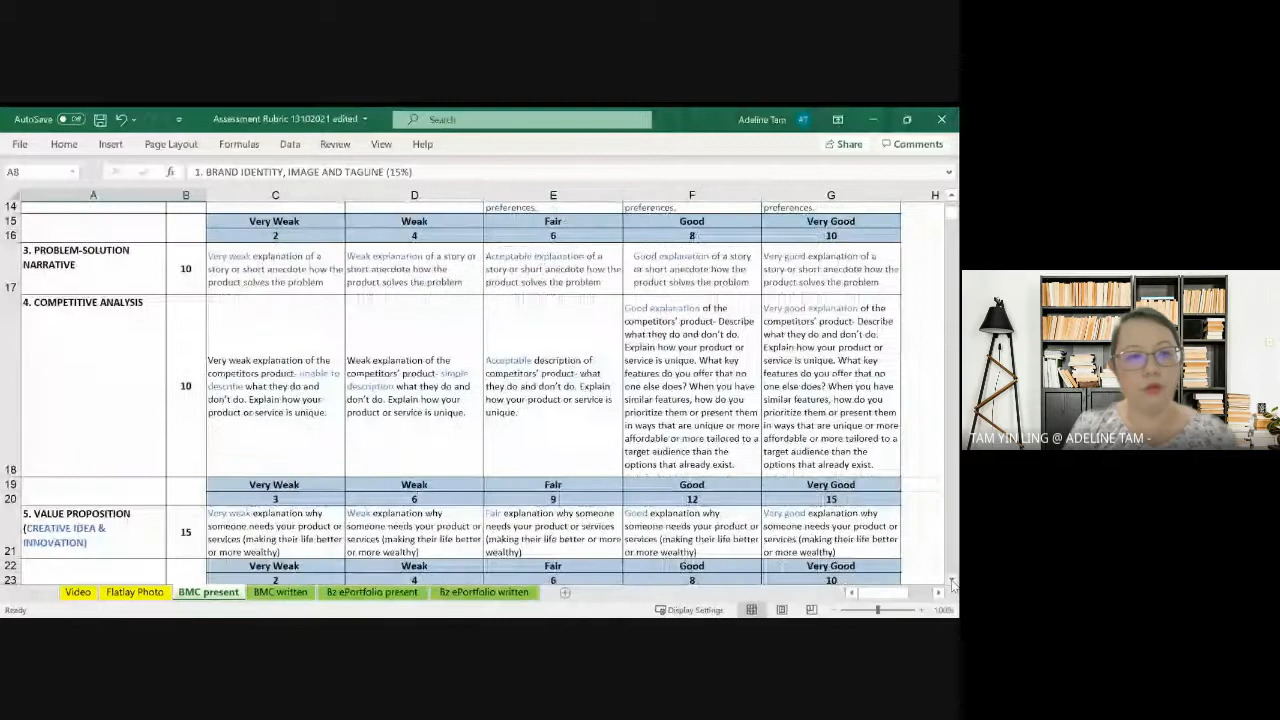 AutoSave Off
Assessment Rubric 13102021 edited
Search
Adeline Tam
AT
File Home Insert Page Layout Formulas Data Review View Help
Share Comments
A8
fx
1. BRAND IDENTITY, IMAGE AND TAGLINE (15%)
A B C D E F G H
14
preferences. preferences. preferences.
15
Very Weak Weak Fair Good Very Good
16
2 4 6 8 10
3. PROBLEM-SOLUTION
NARRATIVE
10
Very weak explanation of a
story or short anecdote how the
product solves the problem
Weak explanation of a story or
short anecdote how the
product solves the problem
Acceptable explanation of a
story or short anecdote how the
product solves the problem
Good explanation of a story
or short anecdote how the
product solves the problem
Very good explanation of a
story or short anecdote how the
product solves the problem
17
4. COMPETITIVE ANALYSIS
10
Very weak explanation of the
competitors product- unable to
describe what they do and
don't do. Explain how your
product or service is unique.
Weak explanation of the
competitors' product- simple
description what they do and
don't do. Explain how your
product or service is unique.
Acceptable description of
competitors' product- what
they do and don't do. Explain
how your product or service is
unique.
Good explanation of the
competitors' product- Describe
what they do and don't do.
Explain how your product or
service is unique. What key
features do you offer that no
one else does? When you have
similar features, how do you
prioritize them or present them
in ways that are unique or more
affordable or more tailored to a
target audience than the
options that already exist.
Very good explanation of the
competitors' product- Describe
what they do and don't do.
Explain how your product or
service is unique. What key
features do you offer that no
one else does? When you have
similar features, how do you
prioritize them or present them
in ways that are unique or more
affordable or more tailored to a
target audience than the
options that already exist.
18
19
Very Weak Weak Fair Good Very Good
20
3 6 9 12 15
5. VALUE PROPOSITION
(CREATIVE IDEA &
INNOVATION)
15
Very weak explanation why
someone needs your product or
services (making their life better
or more wealthy)
Weak explanation why
someone needs your product or
services (making their life better
or more wealthy)
Fair explanation why someone
needs your product or services
(making their life better or more
wealthy)
Good explanation why
someone needs your product or
services (making their life better
or more wealthy)
Very good explanation why
someone needs your product or
services (making their life better
or more wealthy)
21
22
Very Weak Weak Fair Good Very Good
23
2 4 6 8 10
Video Flatlay Photo BMC present BMC written Bz ePortfolio present Bz ePortfolio written
Ready
Display Settings
100%
TAM YIN LING @ ADELINE TAM -